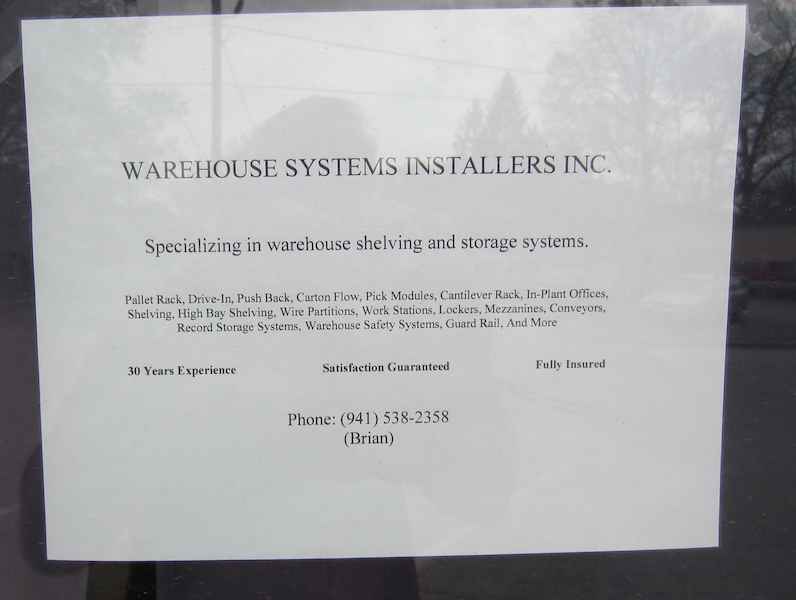 WAREHOUSE SYSTEMS INSTALLERS INC.
Specializing in warehouse shelving and storage systems.
Pallet Rack, Drive-In, Push Back, Carton Flow, Pick Modules, Cantilever Rack, In-Plant Offices,
Shelving, High Bay Shelving, Wire Partitions, Work Stations, Lockers, Mezzanines, Conveyors,
Record Storage Systems, Warehouse Safety Systems, Guard Rail, And More
30 Years Experience Satisfaction Guaranteed Fully Insured
Phone: (941) 538-2358
(Brian)